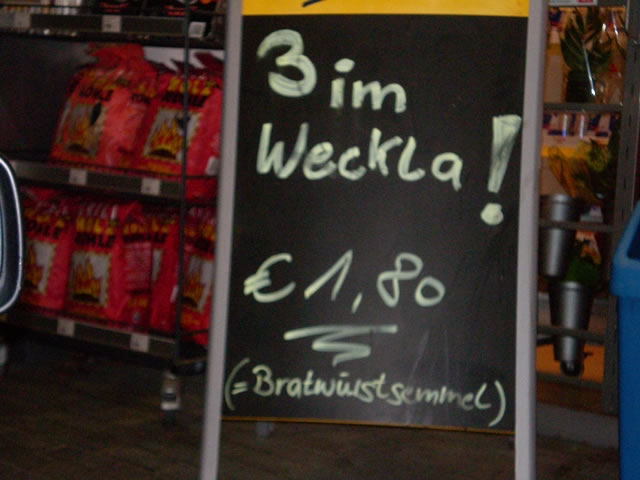 3 im
Weckla!
€ 1,80
(= Bratwurstsemmel)